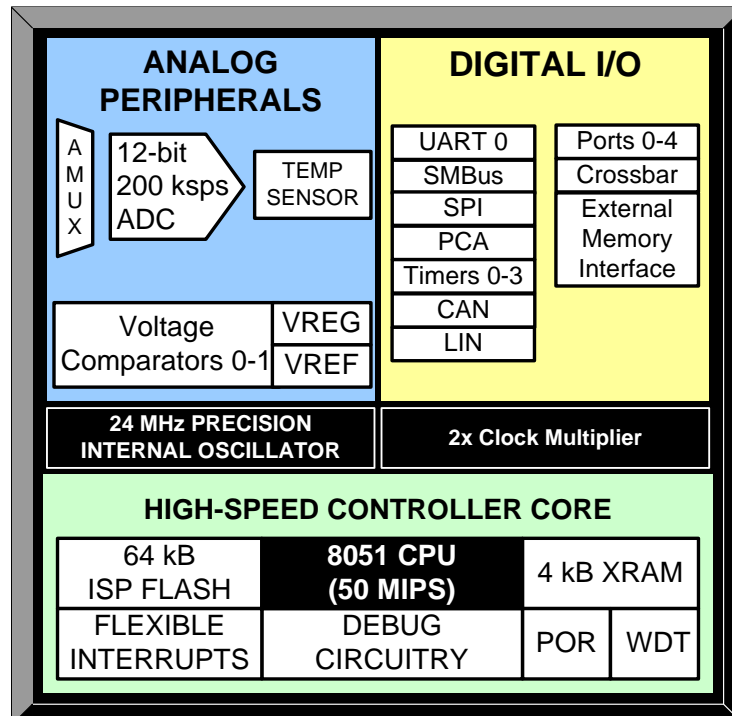 ANALOG
PERIPHERALS
A
M
U
X
12-bit
200 ksps
ADC
TEMP
SENSOR
Voltage
Comparators 0-1
VREG
VREF
DIGITAL I/O
UART 0
SMBus
SPI
PCA
Timers 0-3
CAN
LIN
Ports 0-4
Crossbar
External
Memory
Interface
24 MHz PRECISION
INTERNAL OSCILLATOR
2x Clock Multiplier
HIGH-SPEED CONTROLLER CORE
64 kB
ISP FLASH
8051 CPU
(50 MIPS)
4 kB XRAM
FLEXIBLE
INTERRUPTS
DEBUG
CIRCUITRY
POR
WDT